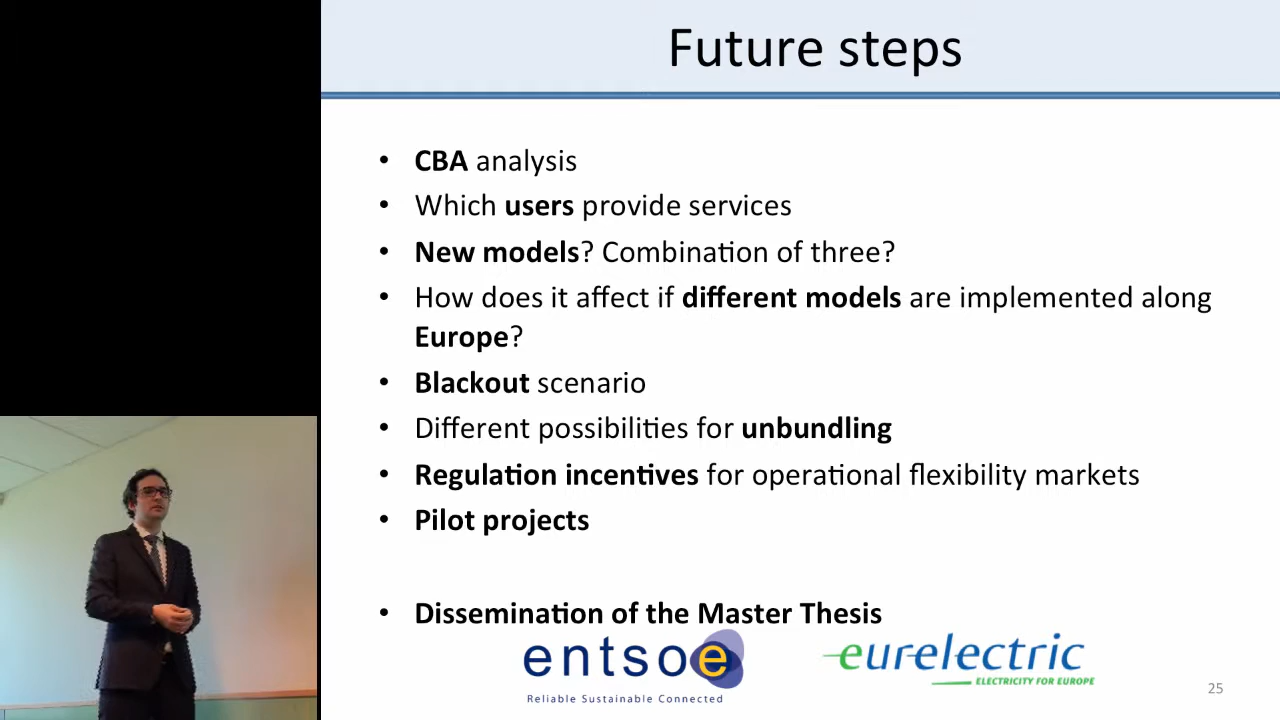 Future steps
• CBA analysis
• Which users provide services
• New models? Combination of three?
• How does it affect if different models are implemented along
Europe?
• Blackout scenario
• Different possibilities for unbundling
• Regulation incentives for operational flexibility markets
• Pilot projects
• Dissemination of the Master Thesis
entsoe
Reliable Sustainable Connected
eurelectric
ELECTRICITY FOR EUROPE
25